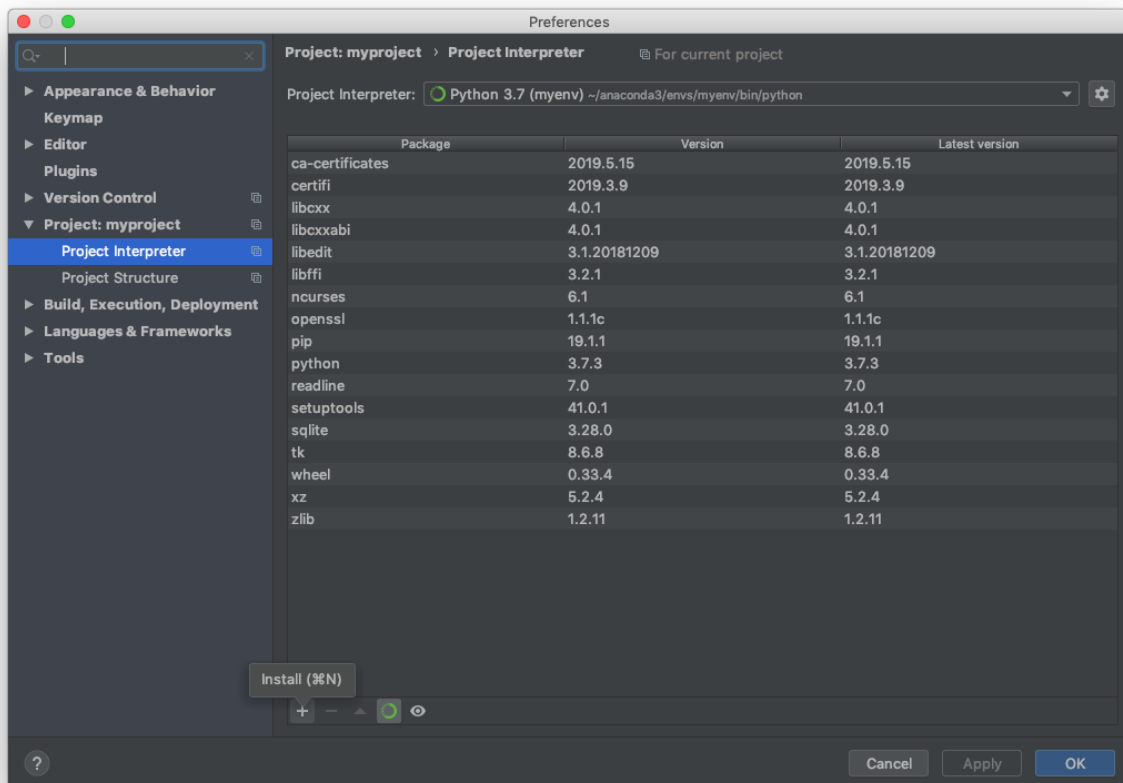 Preferences
Appearance & Behavior
Keymap
Editor
Plugins
Version Control
Project: myproject
Project Interpreter
Project Structure
Build, Execution, Deployment
Languages & Frameworks
Tools
Project: myproject › Project Interpreter For current project
Project Interpreter: Python 3.7 (myenv) ~/anaconda3/envs/myenv/bin/python
Package Version Latest version
ca-certificates 2019.5.15 2019.5.15
certifi 2019.3.9 2019.3.9
libcxx 4.0.1 4.0.1
libcxxabi 4.0.1 4.0.1
libedit 3.1.20181209 3.1.20181209
libffi 3.2.1 3.2.1
ncurses 6.1 6.1
openssl 1.1.1c 1.1.1c
pip 19.1.1 19.1.1
python 3.7.3 3.7.3
readline 7.0 7.0
setuptools 41.0.1 41.0.1
sqlite 3.28.0 3.28.0
tk 8.6.8 8.6.8
wheel 0.33.4 0.33.4
xz 5.2.4 5.2.4
zlib 1.2.11 1.2.11
Install (⌘N)
? Cancel Apply OK